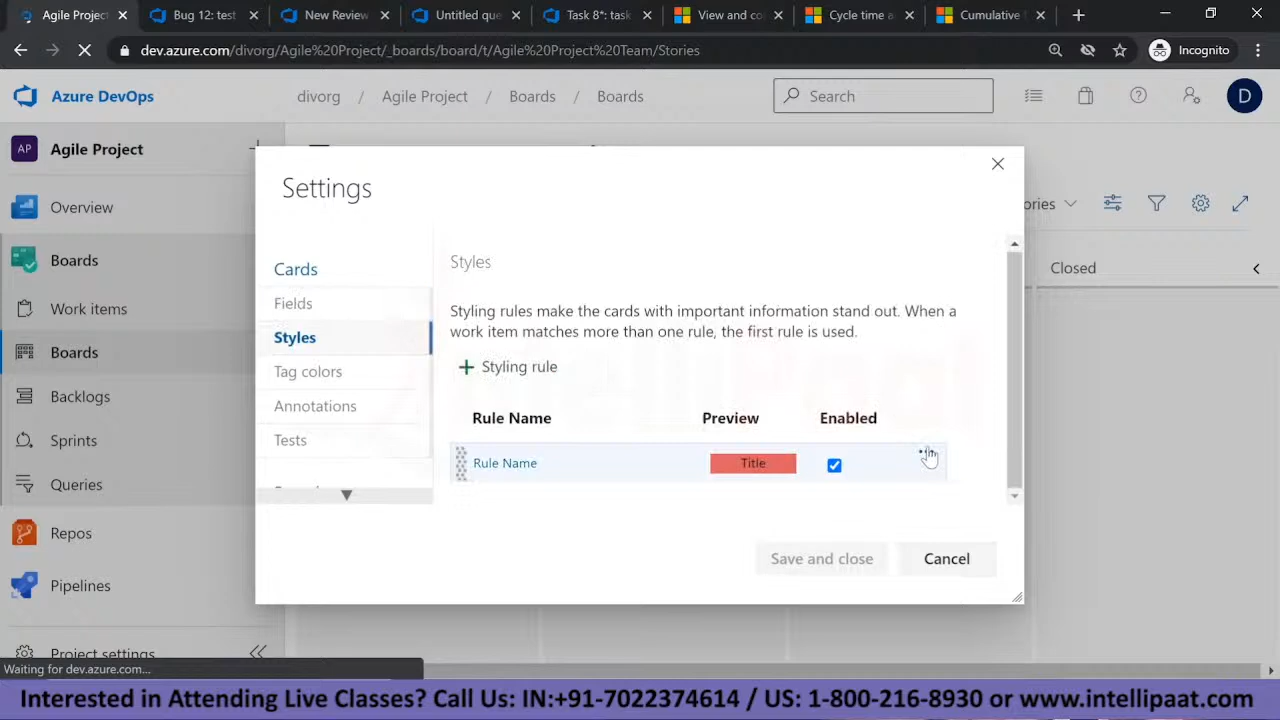 Agile Project
Bug 12: test
New Review
Untitled que
Task 8*: task
View and co
Cycle time a
Cumulative
dev.azure.com/divorg/Agile%20Project/_boards/board/t/Agile%20Project%20Team/Stories
Incognito
Azure DevOps
divorg / Agile Project / Boards / Boards
Search
D
AP Agile Project
Overview
Boards
Work items
Boards
Backlogs
Sprints
Queries
Repos
Pipelines
Project settings
ories
Closed
Settings
Cards
Fields
Styles
Tag colors
Annotations
Tests
Styles
Styling rules make the cards with important information stand out. When a
work item matches more than one rule, the first rule is used.
Styling rule
Rule Name Preview Enabled
Rule Name Title
Save and close Cancel
Waiting for dev.azure.com...
Interested in Attending Live Classes? Call Us: IN:+91-7022374614 / US: 1-800-216-8930 or www.intellipaat.com